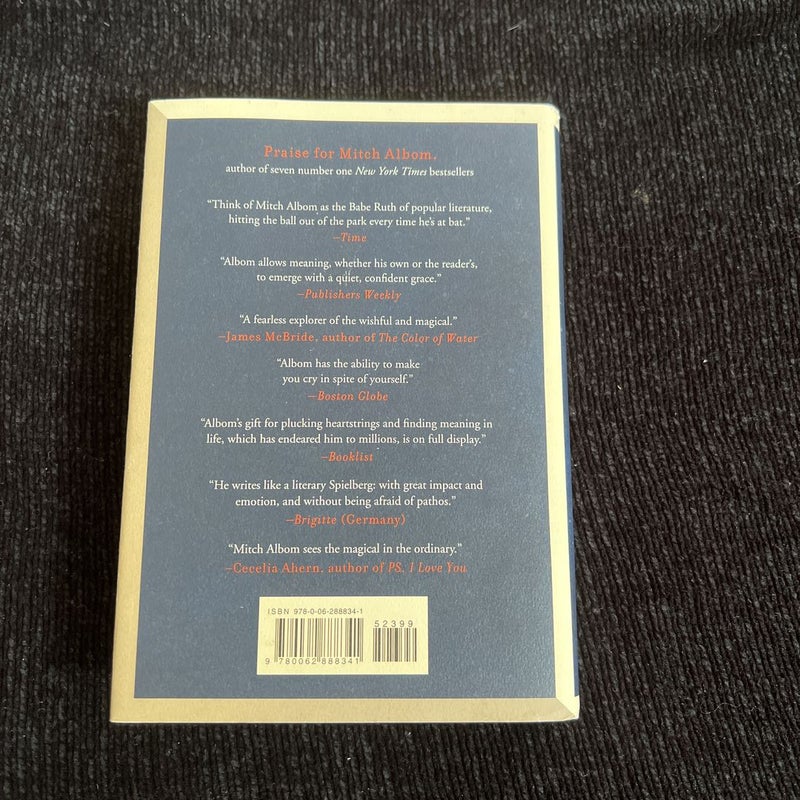 Praise for Mitch Albom,
author of seven number one New York Times bestsellers
“Think of Mitch Albom as the Babe Ruth of popular literature,
hitting the ball out of the park every time he’s at bat.”
—Time
“Albom allows meaning, whether his own or the reader’s,
to emerge with a quiet, confident grace.”
—Publishers Weekly
“A fearless explorer of the wishful and magical.”
—James McBride, author of The Color of Water
“Albom has the ability to make
you cry in spite of yourself.”
—Boston Globe
“Albom’s gift for plucking heartstrings and finding meaning in
life, which has endeared him to millions, is on full display.”
—Booklist
“He writes like a literary Spielberg: with great impact and
emotion, and without being afraid of pathos.”
—Brigitte (Germany)
“Mitch Albom sees the magical in the ordinary.”
—Cecelia Ahern, author of PS, I Love You
ISBN 978-0-06-288834-1
52399
9 780062 888341